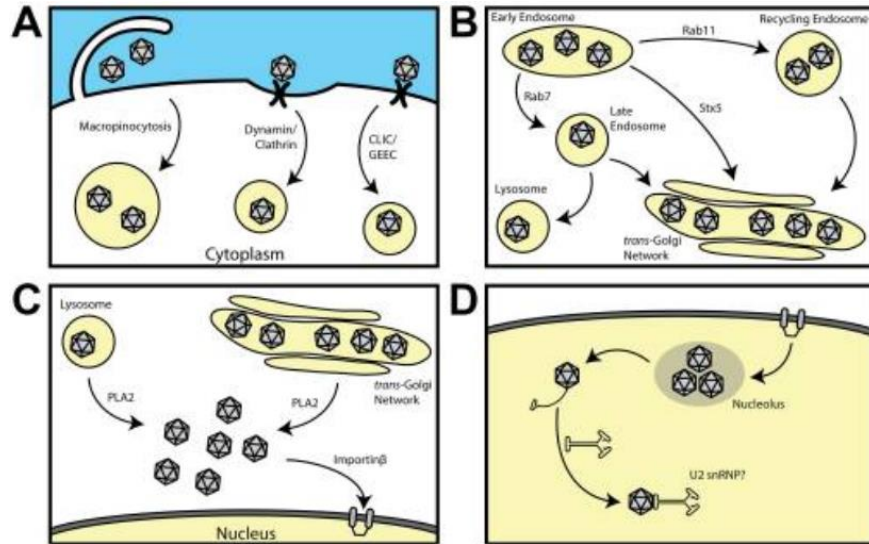 A
Macropinocytosis
Dynamin/
Clathrin
CLIC/
GEEC
Cytoplasm
B
Early Endosome
Rab11
Recycling Endosome
Rab7
Stx5
Late
Endosome
Lysosome
trans-Golgi
Network
C
Lysosome
PLA2
PLA2
trans-Golgi
Network
Importinβ
Nucleus
D
Nucleolus
U2 snRNP?